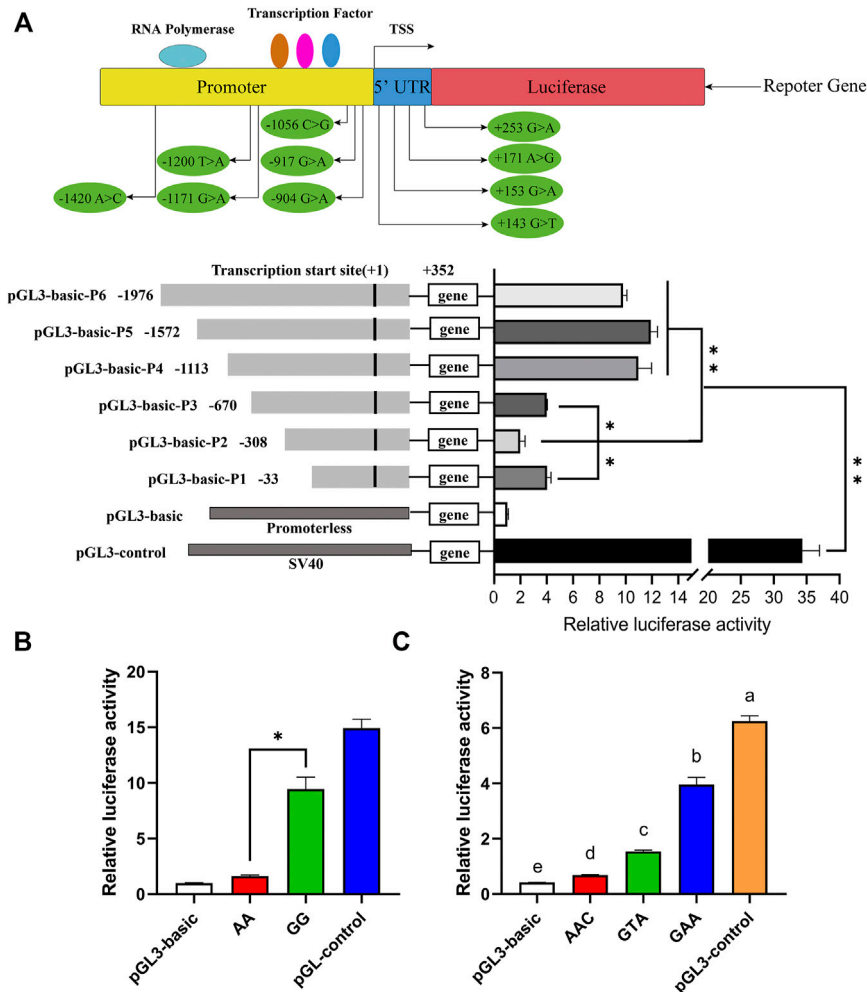 A
RNA Polymerase
Transcription Factor
TSS
Promoter
5' UTR
Luciferase
Repoter Gene
-1056 C>G
+253 G>A
-1200 T>A
-917 G>A
+171 A>G
-1420 A>C
-1171 G>A
-904 G>A
+153 G>A
+143 G>T
Transcription start site(+1)
+352
pGL3-basic-P6 -1976
gene
pGL3-basic-P5 -1572
gene
pGL3-basic-P4 -1113
gene
pGL3-basic-P3 -670
gene
pGL3-basic-P2 -308
gene
pGL3-basic-P1 -33
gene
pGL3-basic
gene
Promoterless
pGL3-control
gene
SV40
* *
* *
* *
0 2 4 6 8 10 12 14 20 25 30 35 40
Relative luciferase activity
B
Relative luciferase activity
20
15
10
5
0
*
pGL3-basic
AA
GG
pGL-control
C
Relative luciferase activity
8
6
4
2
0
e
d
c
b
a
pGL3-basic
AAC
GTA
GAA
pGL3-control